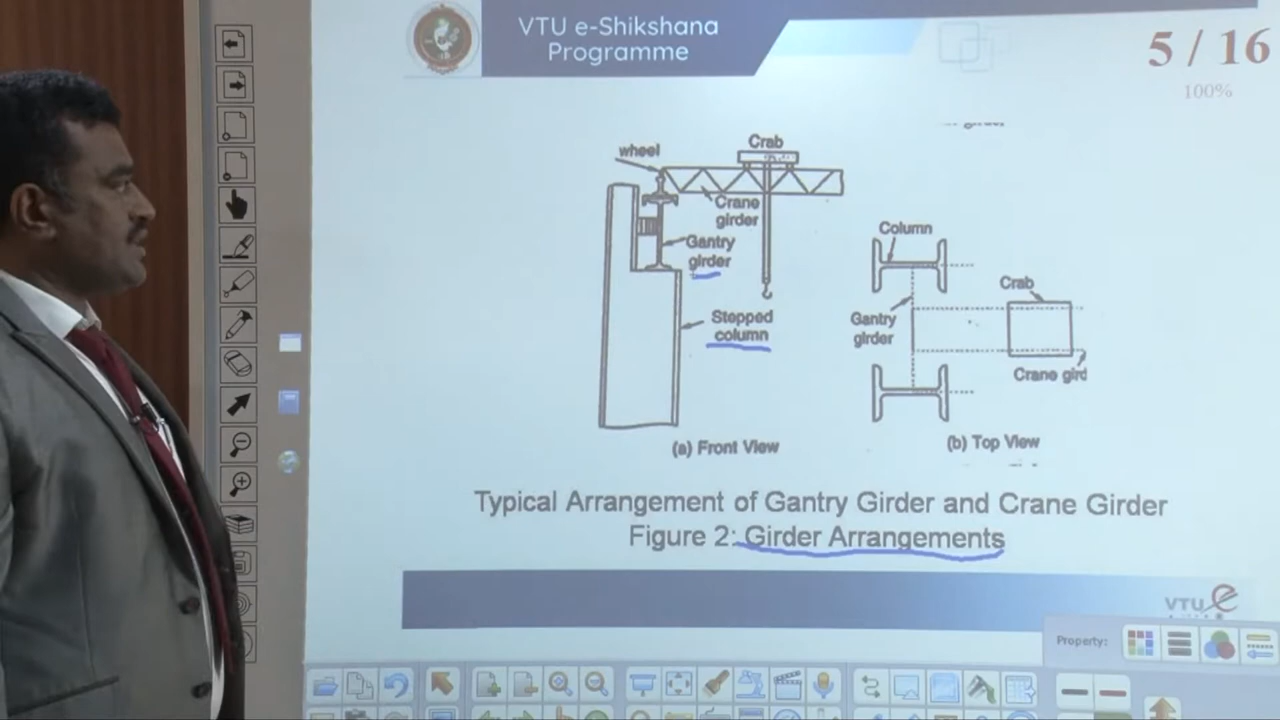 VTU e-Shikshana
Programme
5 / 16
100%
wheel
Crab
Crane
girder
Gantry
girder
Stepped
column
(a) Front View
Column
Crab
Gantry
girder
Crane gird
(b) Top View
Typical Arrangement of Gantry Girder and Crane Girder
Figure 2: Girder Arrangements
VTU e
Property: